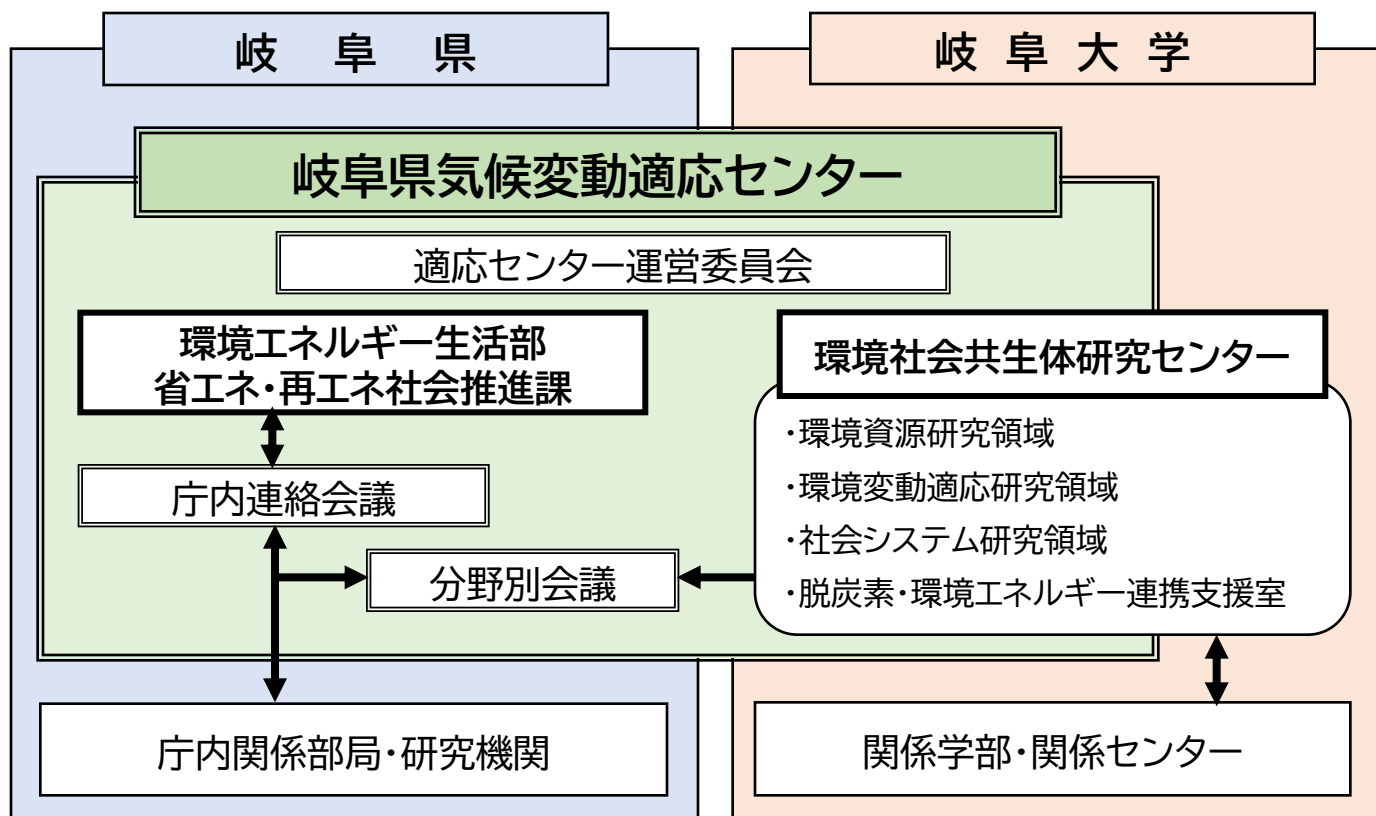 岐阜県
岐阜大学
岐阜県気候変動適応センター
適応センター運営委員会
環境エネルギー生活部
省エネ・再エネ社会推進課
環境社会共生体研究センター
・環境資源研究領域
・環境変動適応研究領域
・社会システム研究領域
・脱炭素・環境エネルギー連携支援室
庁内連絡会議
分野別会議
庁内関係部局・研究機関
関係学部・関係センター